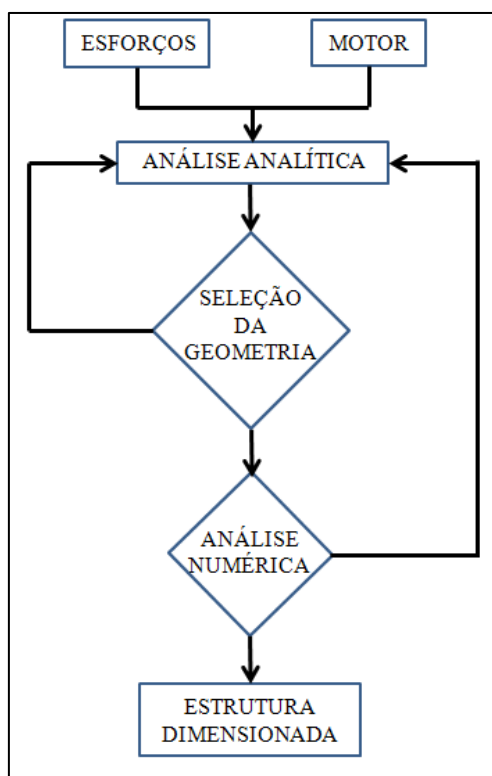 ESFORÇOS
MOTOR
ANÁLISE ANALÍTICA
SELEÇÃO
DA
GEOMETRIA
ANÁLISE
NUMÉRICA
ESTRUTURA
DIMENSIONADA